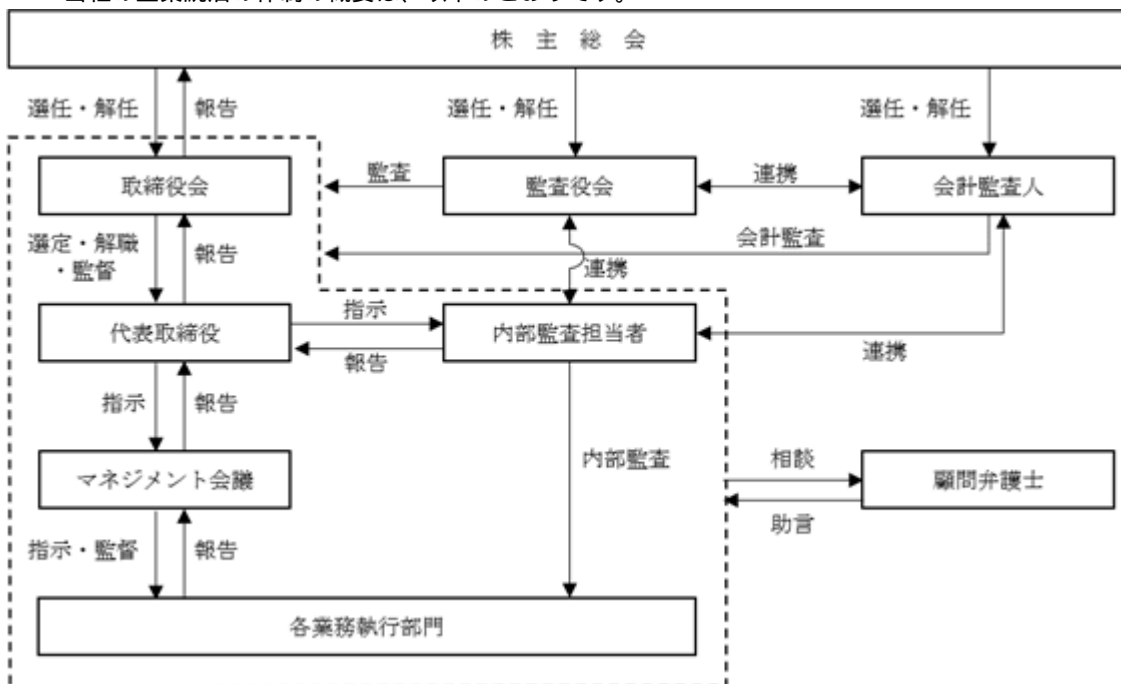 株 主 総 会
選任・解任
報告
選任・解任
選任・解任
取締役会
監査
監査役会
連携
会計監査人
選定・解職
・監督
報告
会計監査
連携
代表取締役
指示
報告
内部監査担当者
連携
指示
報告
マネジメント会議
内部監査
相談
助言
顧問弁護士
指示・監督
報告
各業務執行部門